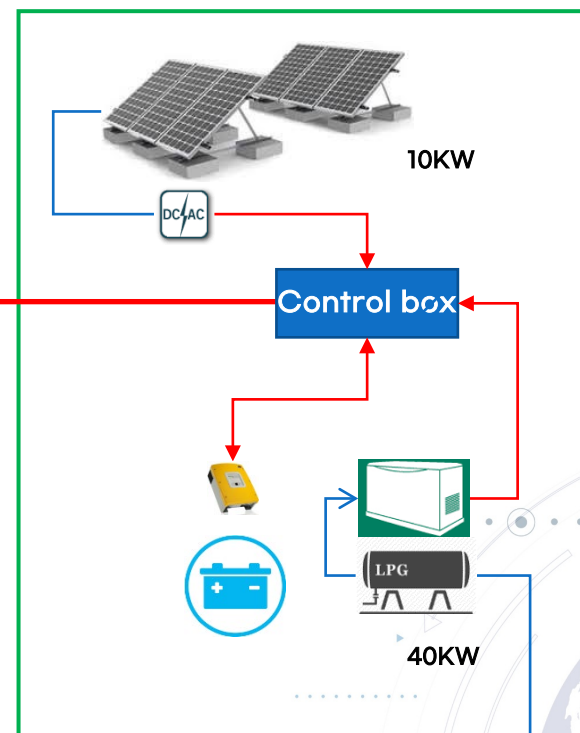 10KW
DC AC
Control box
+ -
LPG
40KW